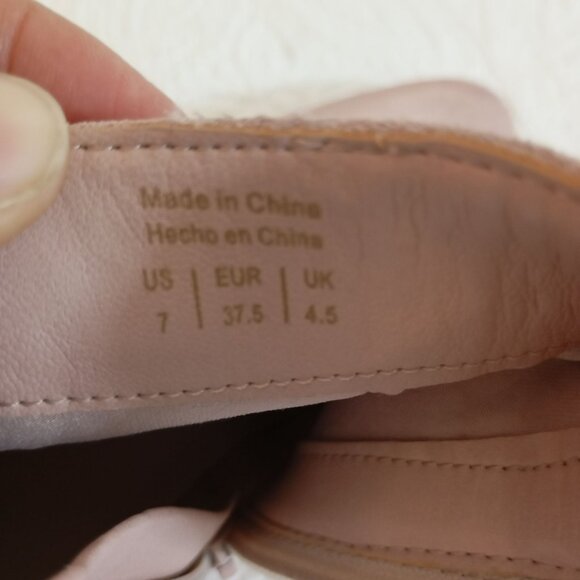 Made in China
Hecho en China
US | EUR | UK
7 | 37.5 | 4.5